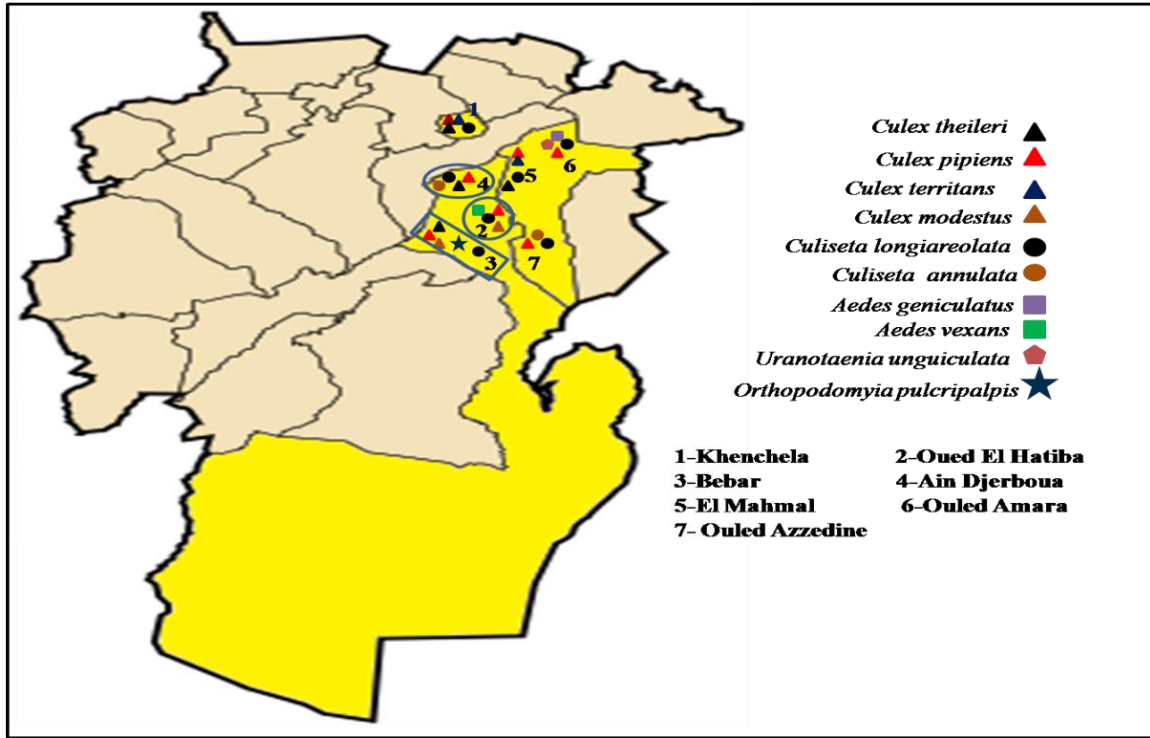 1
6
5
4
2
3
7
Culex theileri
Culex pipiens
Culex territans
Culex modestus
Culiseta longiareolata
Culiseta annulata
Aedes geniculatus
Aedes vexans
Uranotaenia unguiculata
Orthopodomyia pulcripalpis
1-Khenchela 2-Oued El Hatiba
3-Bebar 4-Ain Djerboua
5-El Mahmal 6-Ouled Amara
7- Ouled Azzedine